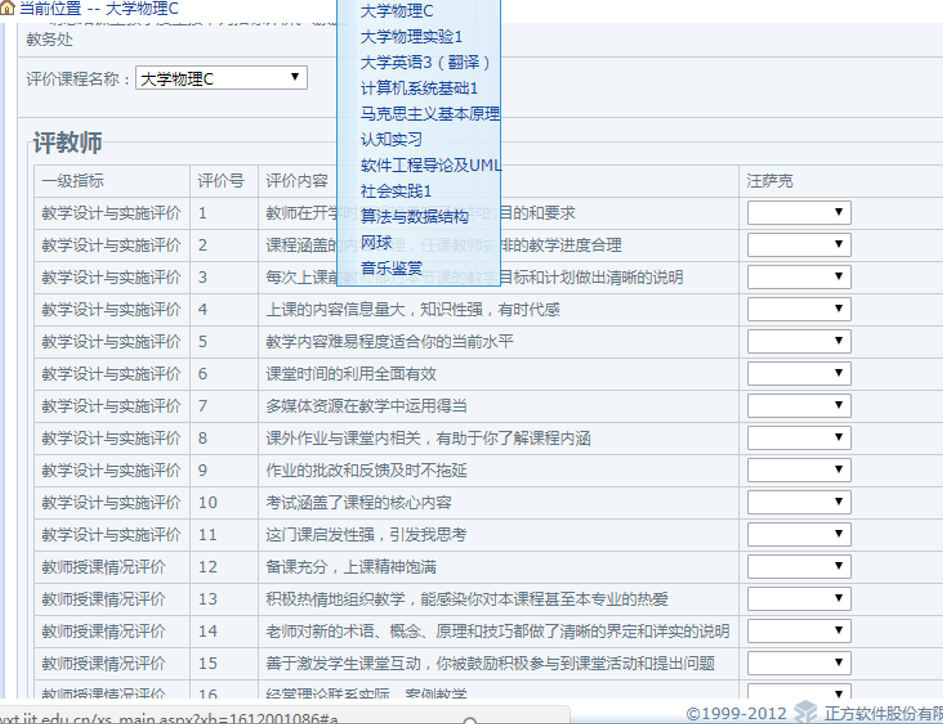 当前位置 -- 大学物理C
教务处
评价课程名称：大学物理C
大学物理C
大学物理实验1
大学英语3（翻译）
计算机系统基础1
马克思主义基本原理
认知实习
软件工程导论及UML
社会实践1
算法与数据结构
网球
音乐鉴赏
评教师
一级指标 评价号 评价内容 汪萨克
教学设计与实施评价 1 教师在开学 的目的和要求
教学设计与实施评价 2 课程涵盖的内 排的教学进度合理
教学设计与实施评价 3 每次上课前教师都对本节课的教学目标和计划做出清晰的说明
教学设计与实施评价 4 上课的内容信息量大，知识性强，有时代感
教学设计与实施评价 5 教学内容难易程度适合你的当前水平
教学设计与实施评价 6 课堂时间的利用全面有效
教学设计与实施评价 7 多媒体资源在教学中运用得当
教学设计与实施评价 8 课外作业与课堂内相关，有助于你了解课程内涵
教学设计与实施评价 9 作业的批改和反馈及时不拖延
教学设计与实施评价 10 考试涵盖了课程的核心内容
教学设计与实施评价 11 这门课启发性强，引发我思考
教师授课情况评价 12 备课充分，上课精神饱满
教师授课情况评价 13 积极热情地组织教学，能感染你对本课程甚至本专业的热爱
教师授课情况评价 14 老师对新的术语、概念、原理和技巧都做了清晰的界定和详实的说明
教师授课情况评价 15 善于激发学生课堂互动，你被鼓励积极参与到课堂活动和提出问题
教师授课情况评价 16 经常理论联系实际，案例教学
wxt.jit.edu.cn/xs_main.aspx?xh=1612001086#a
©1999-2012 正方软件股份有限